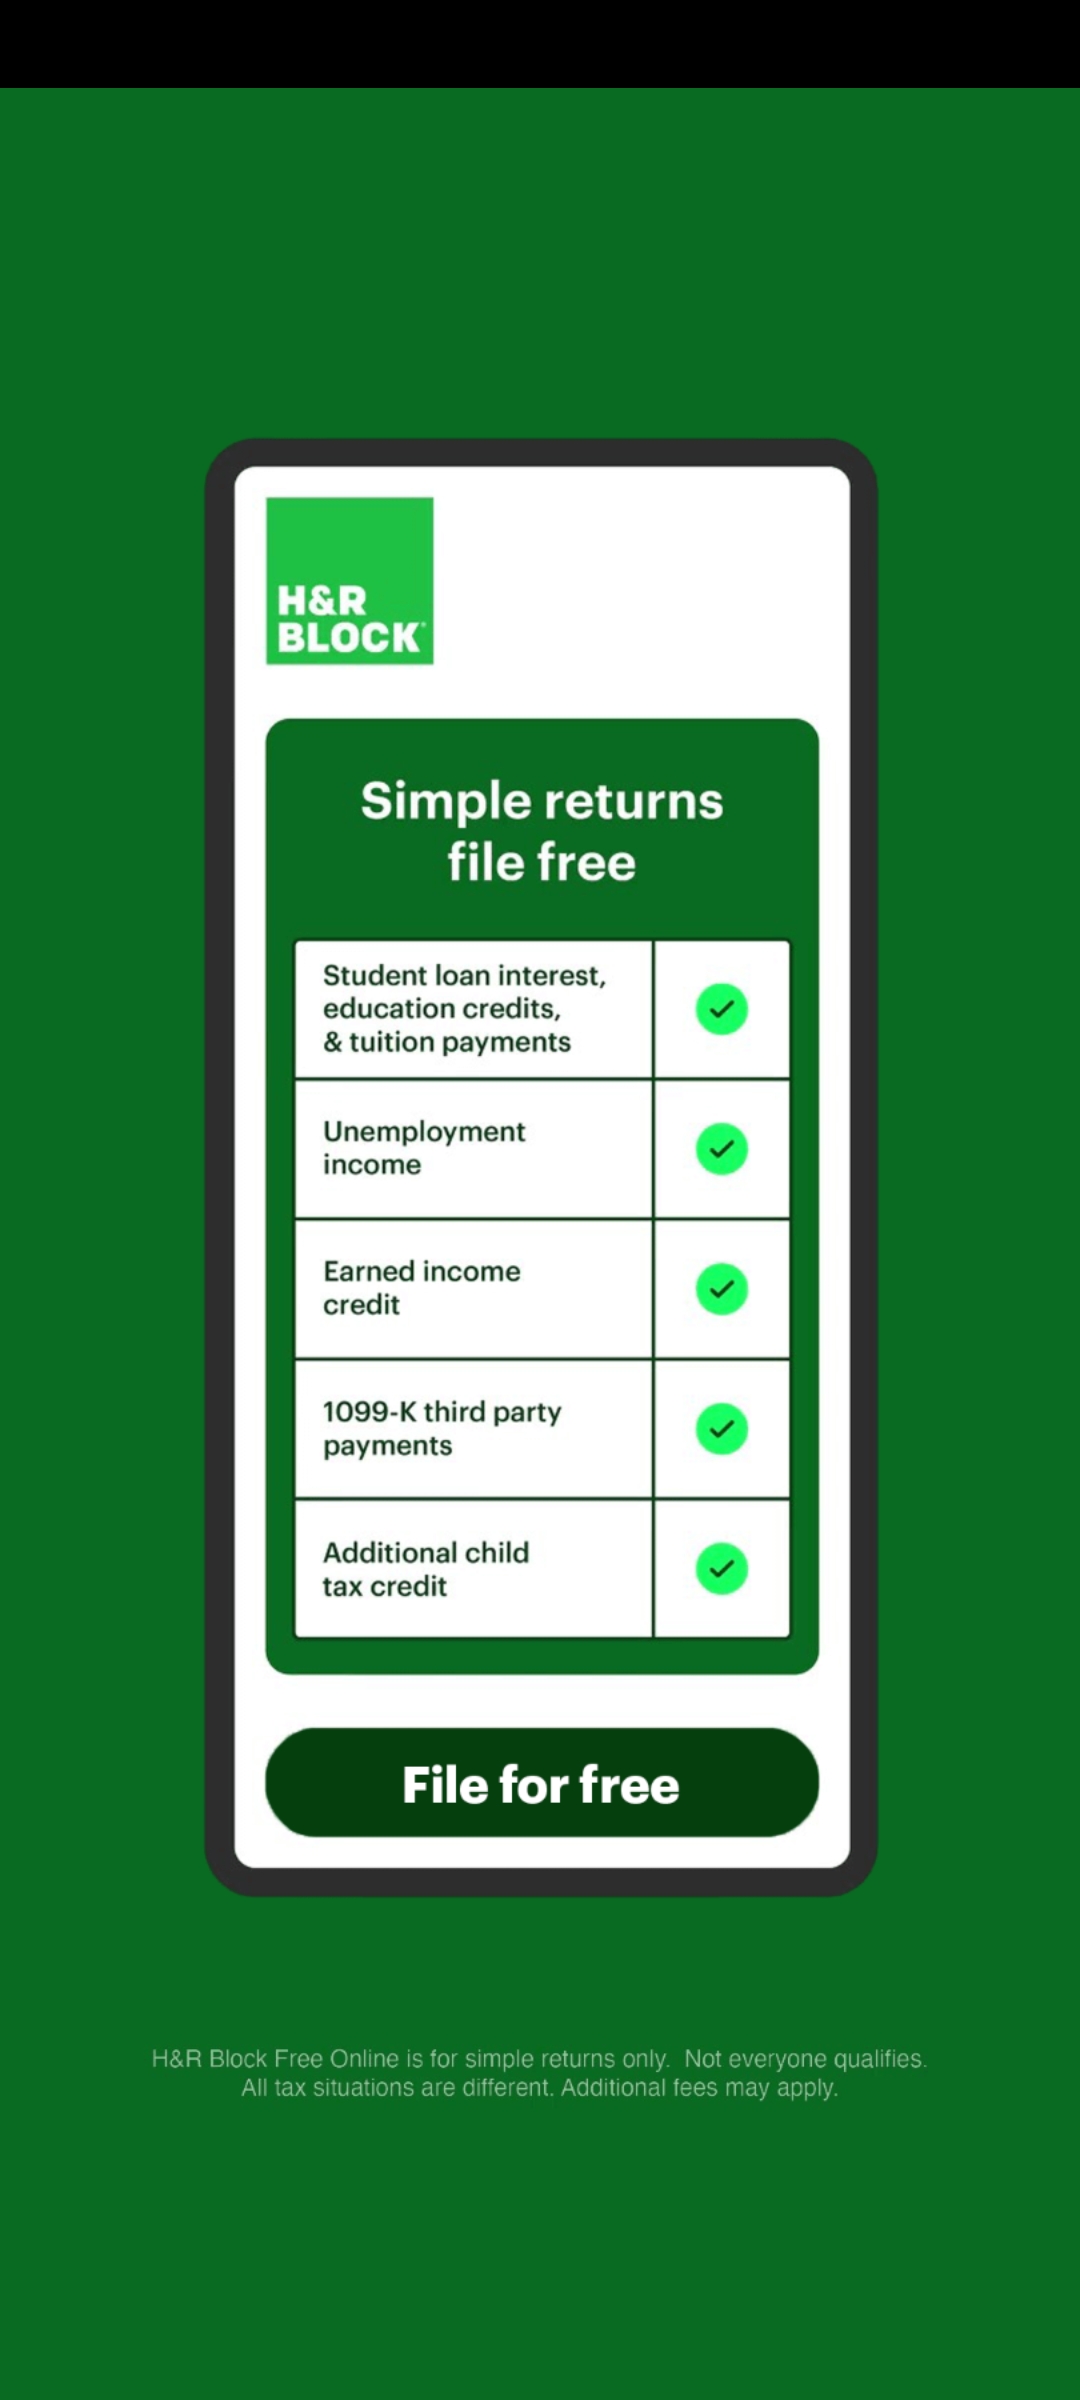 H&R
BLOCK
Simple returns
file free
Student loan interest,
education credits,
& tuition payments
Unemployment
income
Earned income
credit
1099-K third party
payments
Additional child
tax credit
File for free
H&R Block Free Online is for simple returns only.  Not everyone qualifies.
All tax situations are different. Additional fees may apply.